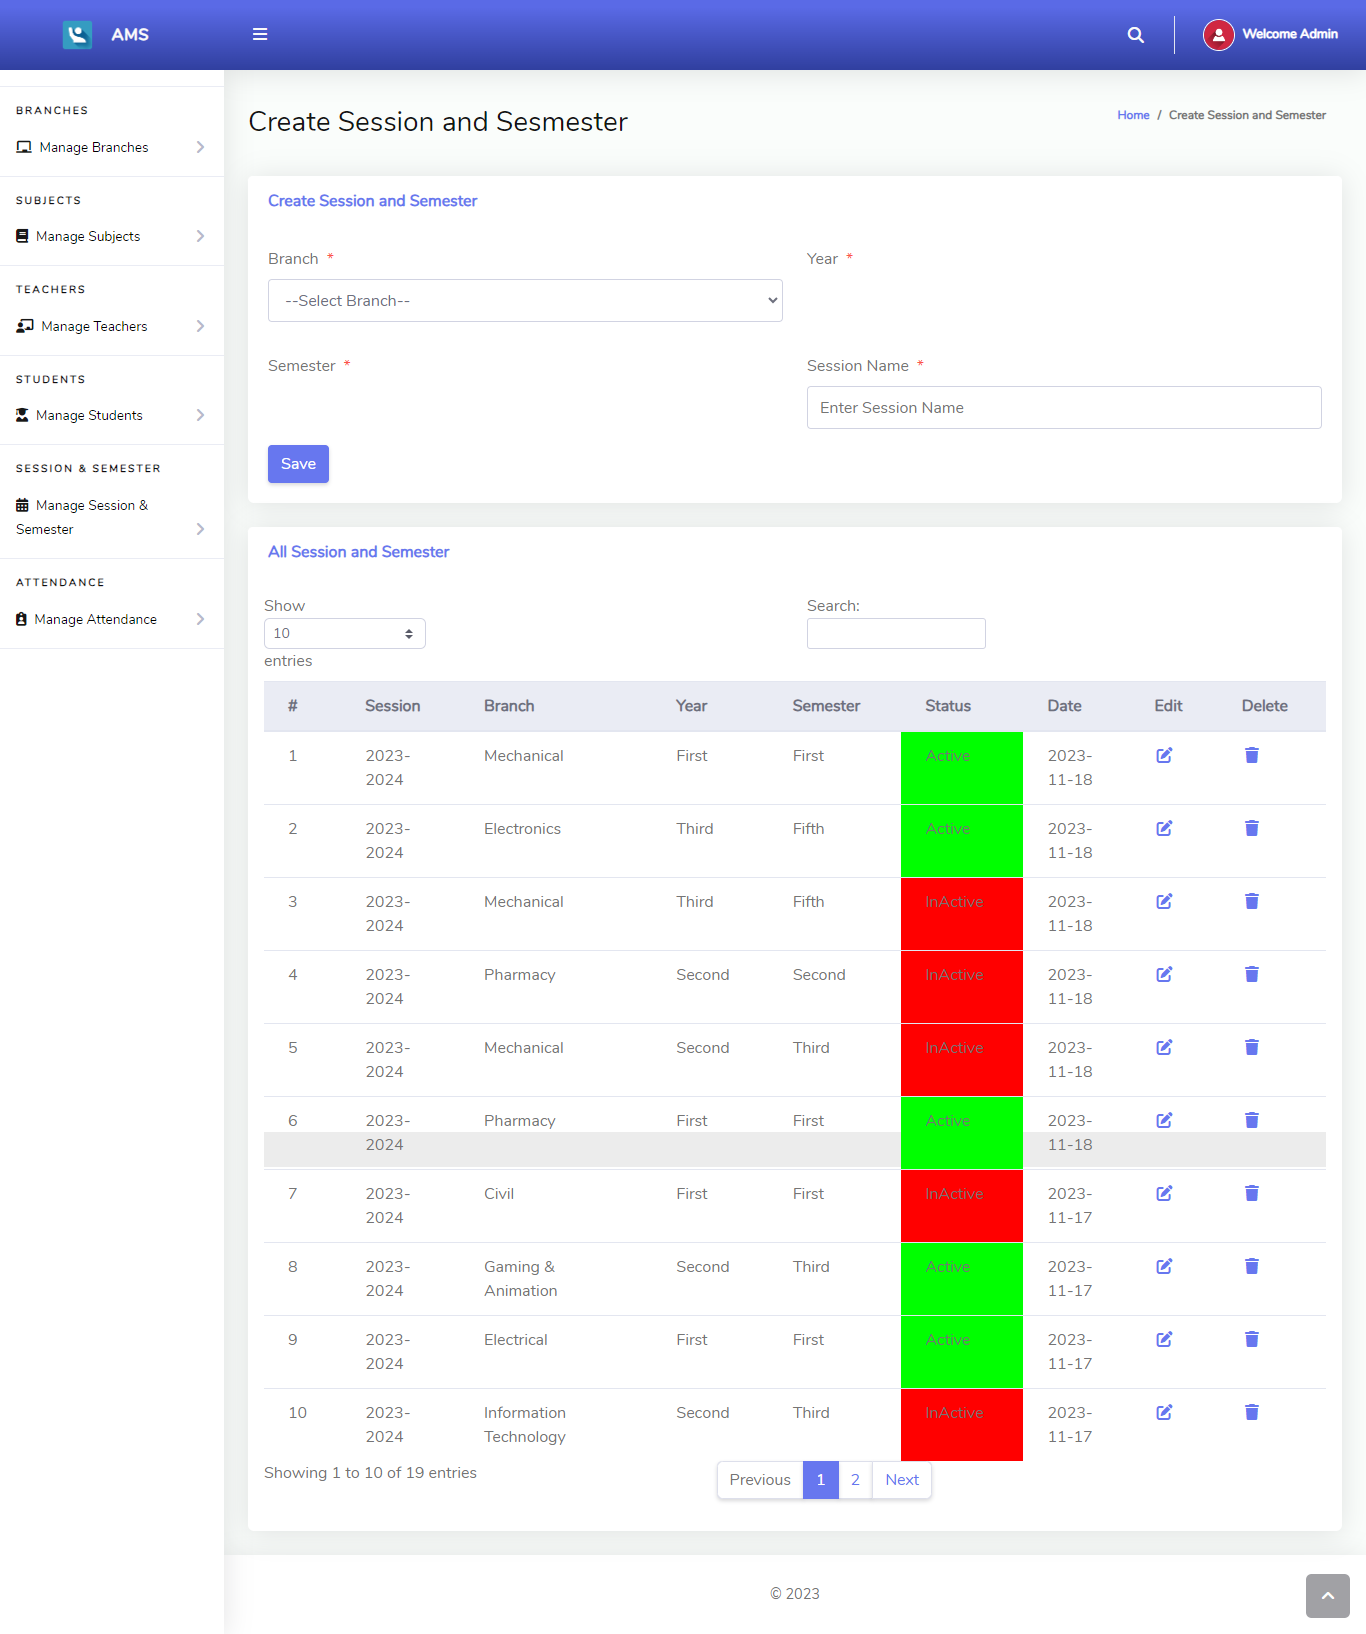 AMS
Welcome Admin
BRANCHES
Manage Branches
SUBJECTS
Manage Subjects
TEACHERS
Manage Teachers
STUDENTS
Manage Students
SESSION & SEMESTER
Manage Session &
Semester
ATTENDANCE
Manage Attendance
Create Session and Sesmester
Home / Create Session and Semester
Create Session and Semester
Branch *
Year *
--Select Branch--
Semester *
Session Name *
Enter Session Name
Save
All Session and Semester
Show
10
entries
Search:
# Session Branch Year Semester Status Date Edit Delete
1 2023-2024 Mechanical First First Active 2023-11-18
2 2023-2024 Electronics Third Fifth Active 2023-11-18
3 2023-2024 Mechanical Third Fifth InActive 2023-11-18
4 2023-2024 Pharmacy Second Second InActive 2023-11-18
5 2023-2024 Mechanical Second Third InActive 2023-11-18
6 2023-2024 Pharmacy First First Active 2023-11-18
7 2023-2024 Civil First First InActive 2023-11-17
8 2023-2024 Gaming & Animation Second Third Active 2023-11-17
9 2023-2024 Electrical First First Active 2023-11-17
10 2023-2024 Information Technology Second Third InActive 2023-11-17
Showing 1 to 10 of 19 entries
Previous 1 2 Next
© 2023